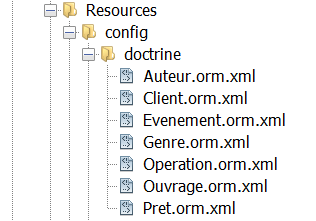 Resources
config
doctrine
Auteur.orm.xml
Client.orm.xml
Evenement.orm.xml
Genre.orm.xml
Operation.orm.xml
Ouvrage.orm.xml
Pret.orm.xml